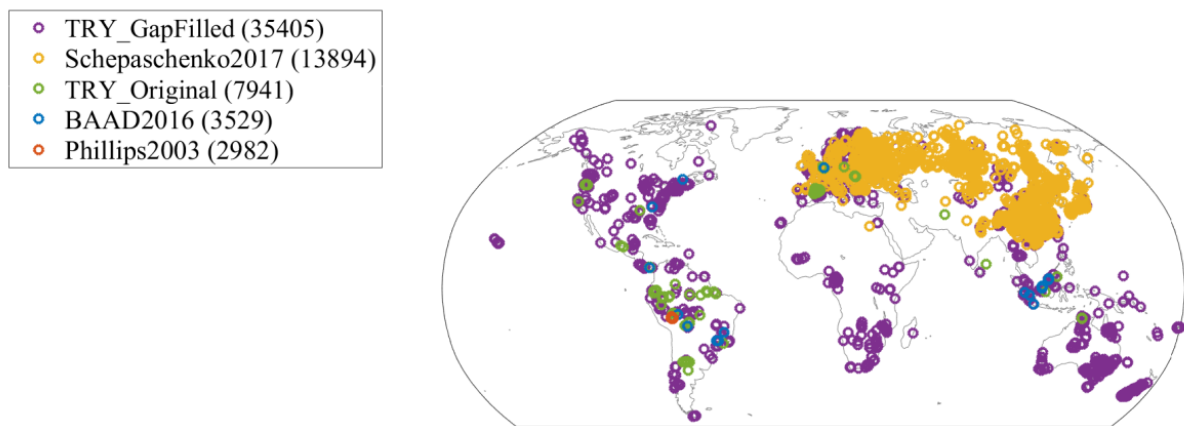 TRY_GapFilled (35405)
Schepaschenko2017 (13894)
TRY_Original (7941)
BAAD2016 (3529)
Phillips2003 (2982)